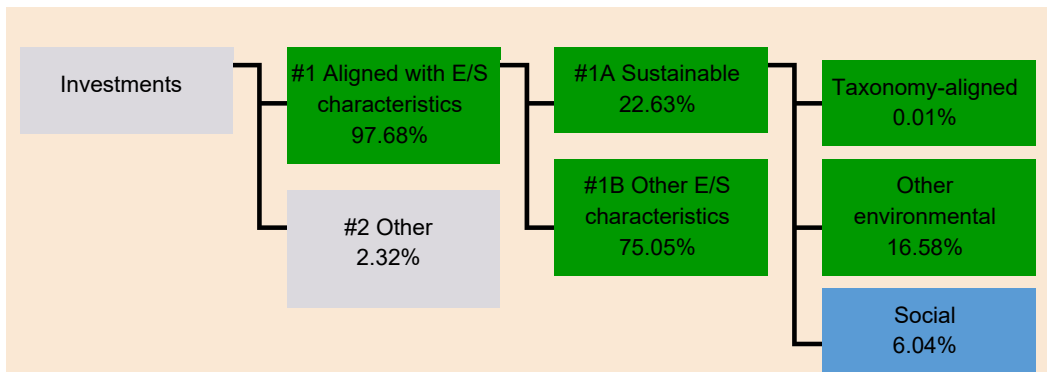 Investments
#1 Aligned with E/S
characteristics
97.68%
#2 Other
2.32%
#1A Sustainable
22.63%
#1B Other E/S
characteristics
75.05%
Taxonomy-aligned
0.01%
Other
environmental
16.58%
Social
6.04%